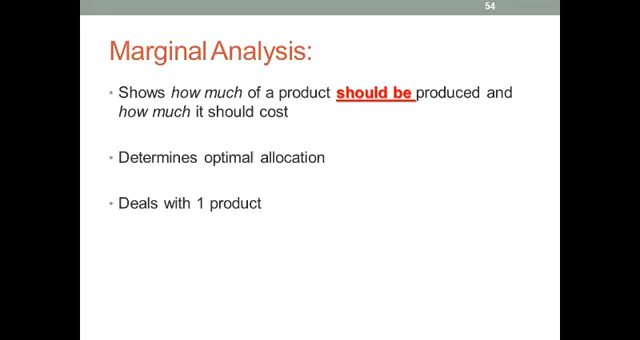 54
Marginal Analysis:
• Shows how much of a product should be produced and
how much it should cost
• Determines optimal allocation
• Deals with 1 product